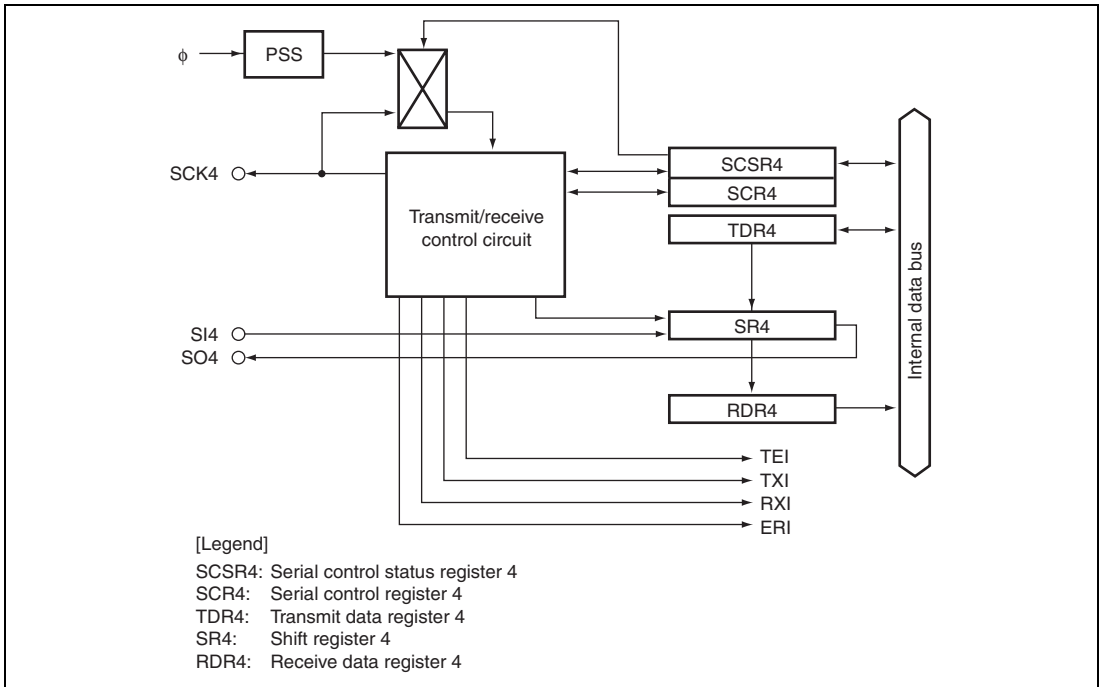 φ
PSS
SCK4
Transmit/receive
control circuit
SCSR4
SCR4
TDR4
SI4
SO4
SR4
RDR4
Internal data bus
TEI
TXI
RXI
ERI
[Legend]
SCSR4: Serial control status register 4
SCR4: Serial control register 4
TDR4: Transmit data register 4
SR4: Shift register 4
RDR4: Receive data register 4